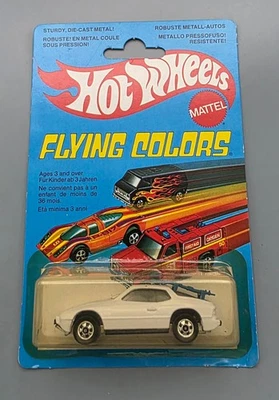 STURDY, DIE-CAST METAL!
ROBUSTE! EN METAL COULE
SOUS PRESSION!
ROBUSTE METALL-AUTOS
METALLO PRESSOFUSO!
RESISTENTE!
HOT WHEELS
MATTEL
FLYING COLORS
Ages 3 and over
Für Kinder ab 3 Jahren
Ne convient pas à un
enfant de moins de
36 mois
Età minima 3 anni